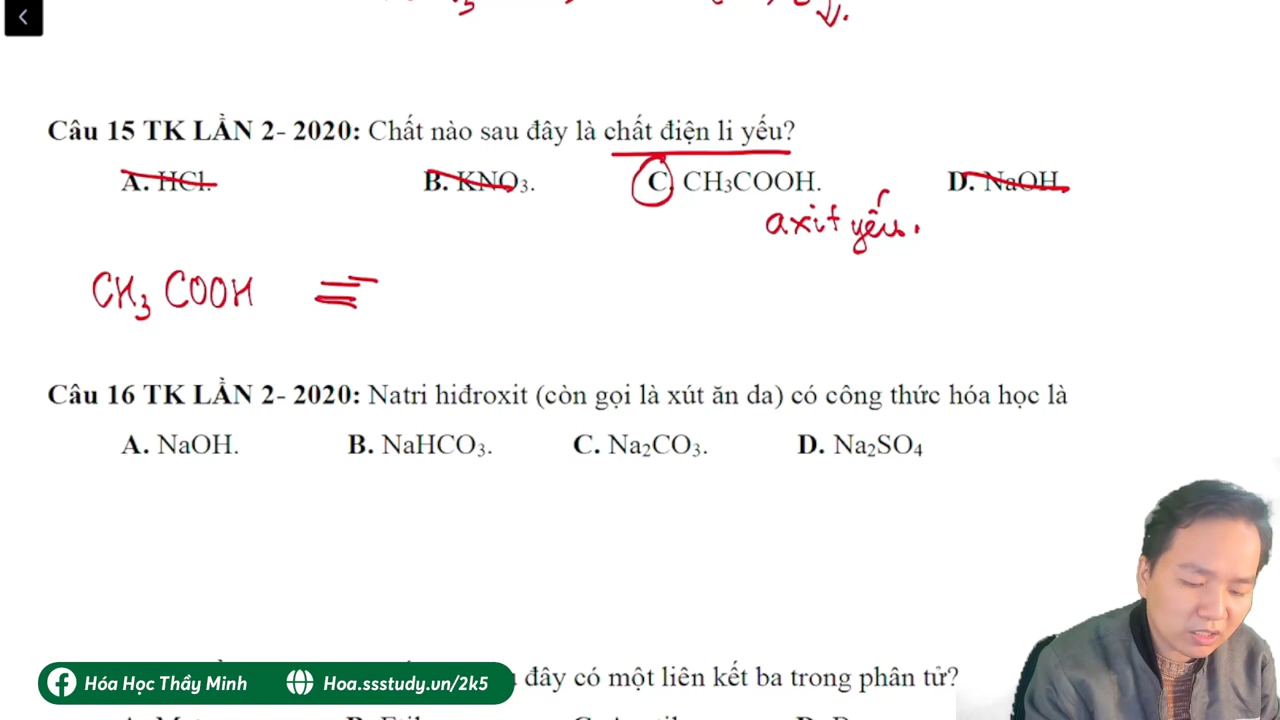 Câu 15 TK LẦN 2- 2020: Chất nào sau đây là chất điện li yếu?
A. HCl. B. KNO₃. C. CH₃COOH. D. NaOH.
axit yếu.
CH₃COOH
Câu 16 TK LẦN 2- 2020: Natri hiđroxit (còn gọi là xút ăn da) có công thức hóa học là
A. NaOH. B. NaHCO₃. C. Na₂CO₃. D. Na₂SO₄
đây có một liên kết ba trong phân tử?
Hóa Học Thầy Minh Hoa.ssstudy.vn/2k5